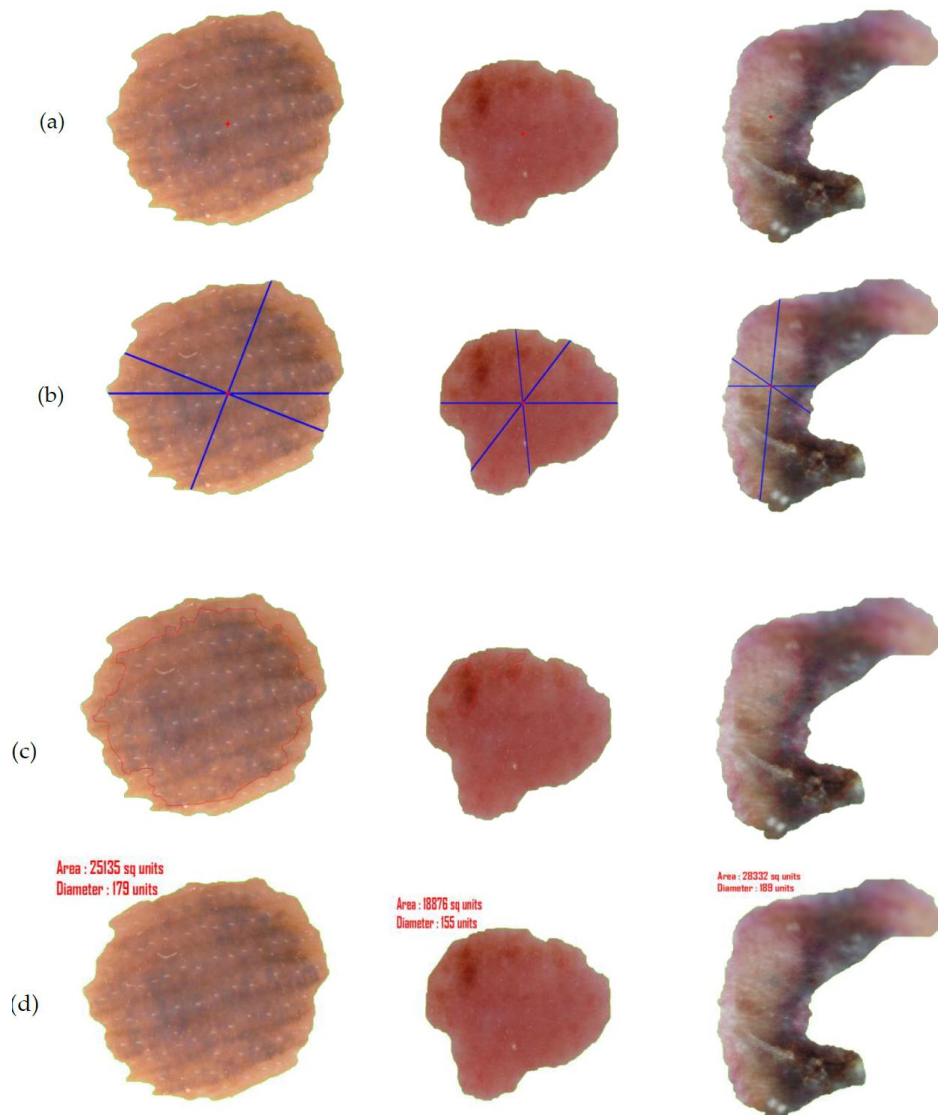 (a)
(b)
(c)
Area : 25135 sq units
Diameter : 179 units
Area : 18876 sq units
Diameter : 155 units
Area : 28332 sq units
Diameter : 189 units
(d)